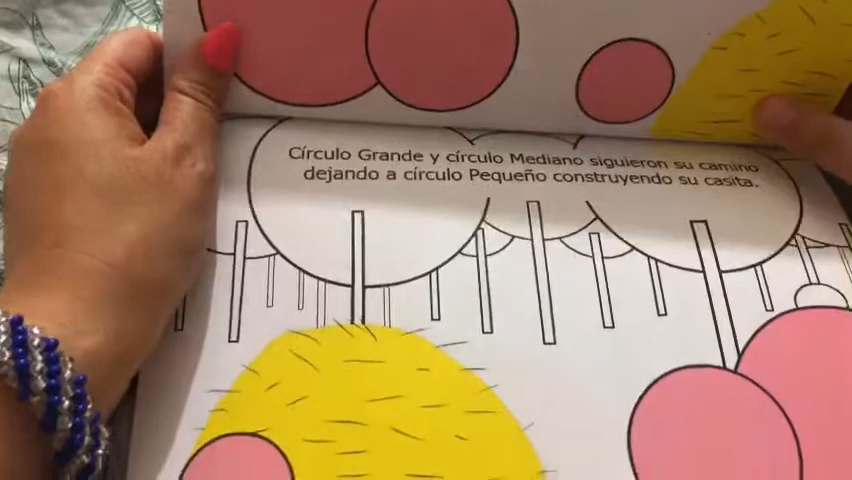 Círculo Grande y círculo Mediano siguieron su camino
dejando a círculo Pequeño construyendo su casita.